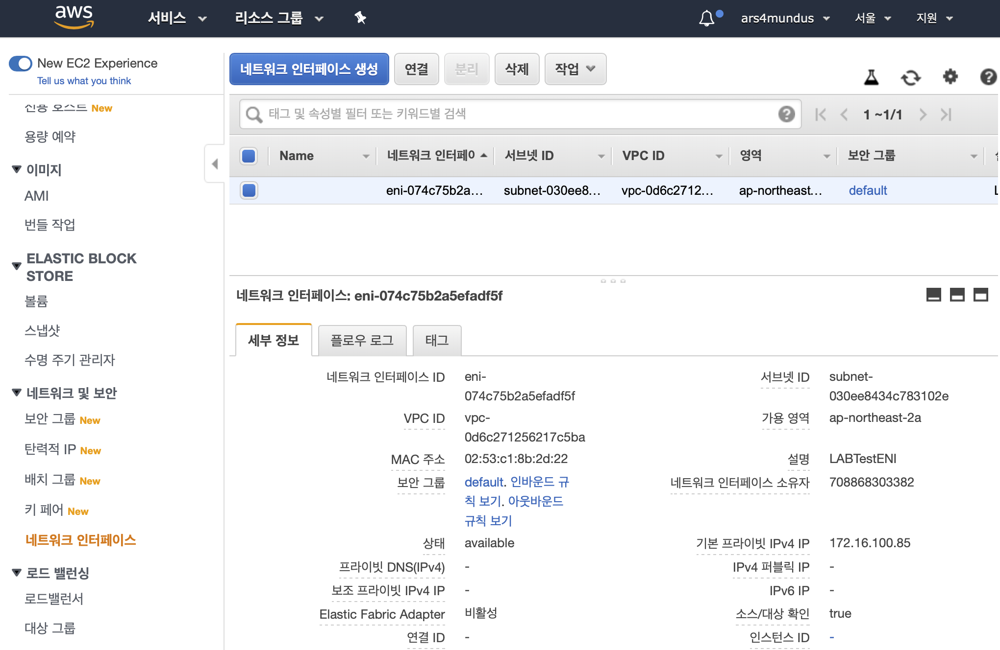 aws 서비스 리소스 그룹 ars4mundus 서울 지원
New EC2 Experience
Tell us what you think
전용 호스트 New
용량 예약
이미지
AMI
번들 작업
ELASTIC BLOCK
STORE
볼륨
스냅샷
수명 주기 관리자
네트워크 및 보안
보안 그룹 New
탄력적 IP New
배치 그룹 New
키 페어 New
네트워크 인터페이스
로드 밸런싱
로드밸런서
대상 그룹
네트워크 인터페이스 생성 연결 분리 삭제 작업
태그 및 속성별 필터 또는 키워드별 검색 1 ~1/1
Name 네트워크 인터페이 서브넷 ID VPC ID 영역 보안 그룹
eni-074c75b2a... subnet-030ee8... vpc-0d6c2712... ap-northeast... default L
네트워크 인터페이스: eni-074c75b2a5efadf5f
세부 정보 플로우 로그 태그
네트워크 인터페이스 ID eni-
074c75b2a5efadf5f
서브넷 ID subnet-
030ee8434c783102e
VPC ID vpc-
0d6c271256217c5ba
가용 영역 ap-northeast-2a
MAC 주소 02:53:c1:8b:2d:22
설명 LABTestENI
보안 그룹 default. 인바운드 규
칙 보기. 아웃바운드
규칙 보기
네트워크 인터페이스 소유자 708868303382
상태 available
기본 프라이빗 IPv4 IP 172.16.100.85
프라이빗 DNS(IPv4) -
IPv4 퍼블릭 IP -
보조 프라이빗 IPv4 IP -
IPv6 IP -
Elastic Fabric Adapter 비활성
소스/대상 확인 true
연결 ID -
인스턴스 ID -